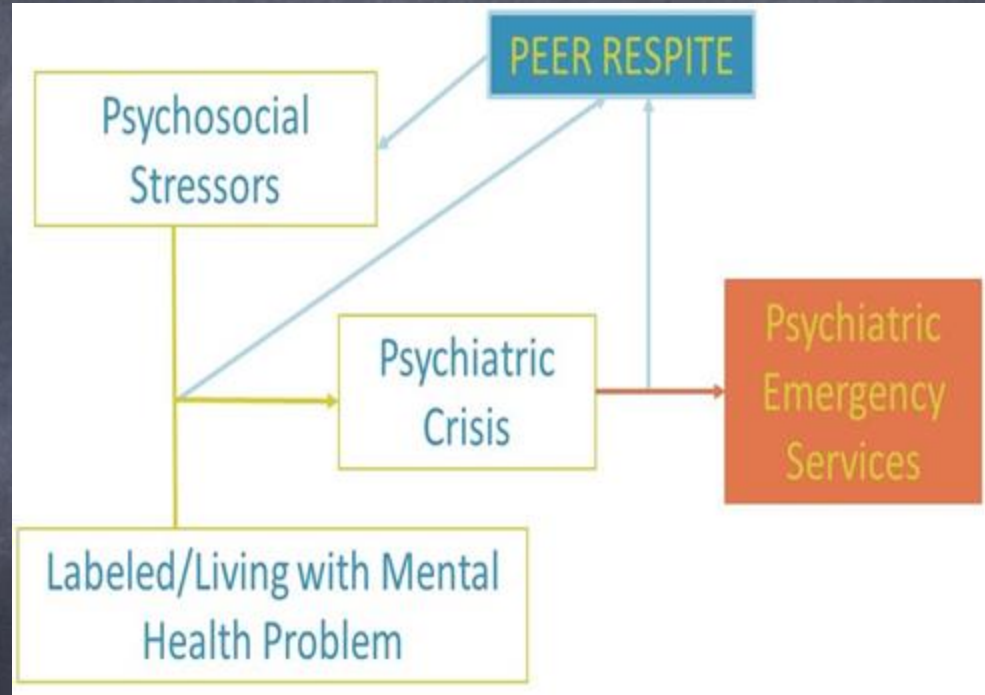 PEER RESPITE
Psychosocial
Stressors
Psychiatric
Crisis
Psychiatric
Emergency
Services
Labeled/Living with Mental
Health Problem